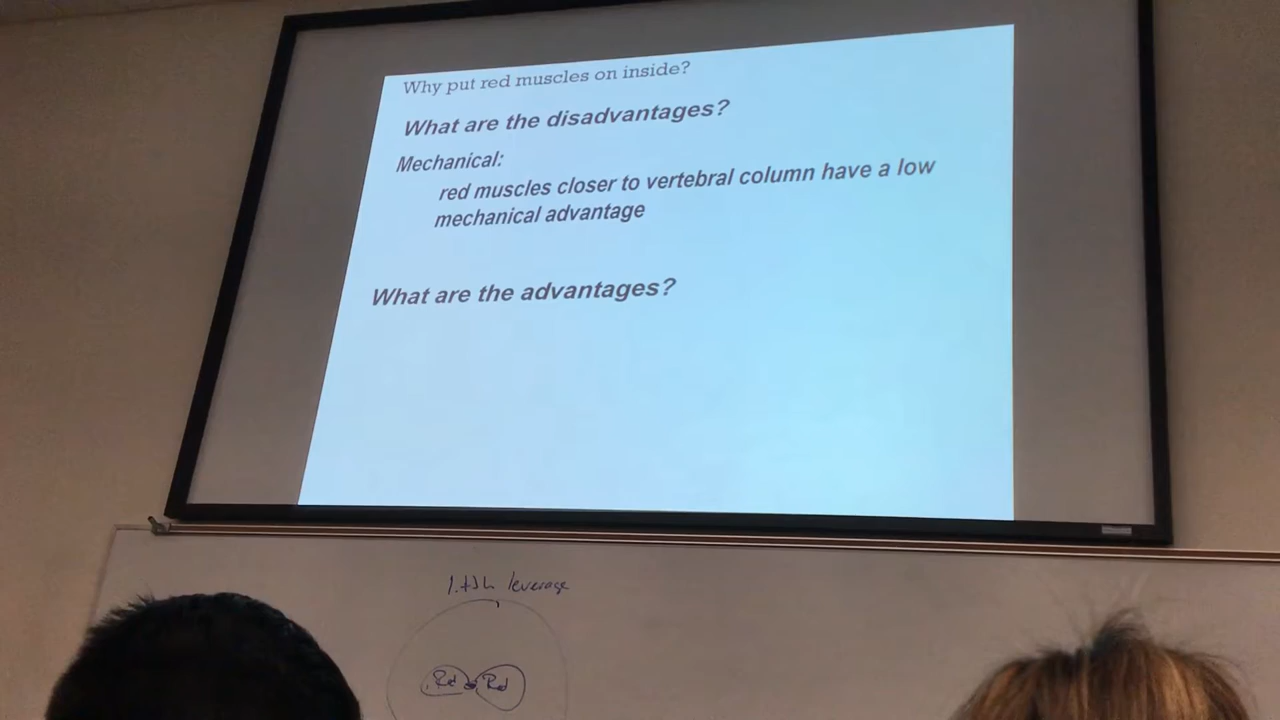 Why put red muscles on inside?
What are the disadvantages?
Mechanical:
red muscles closer to vertebral column have a low
mechanical advantage
What are the advantages?
leverage
Red Red